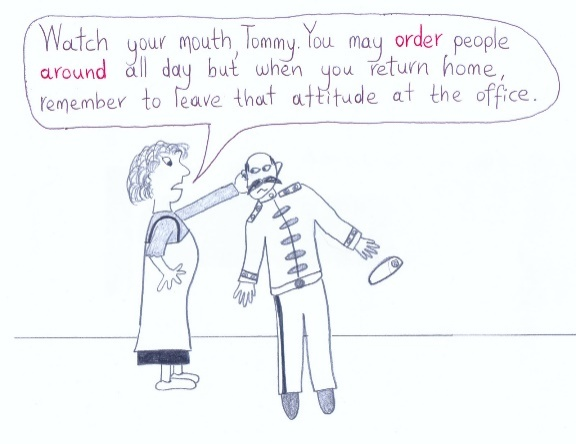 Watch your mouth, Tommy. You may order people
around all day but when you return home,
remember to leave that attitude at the office.